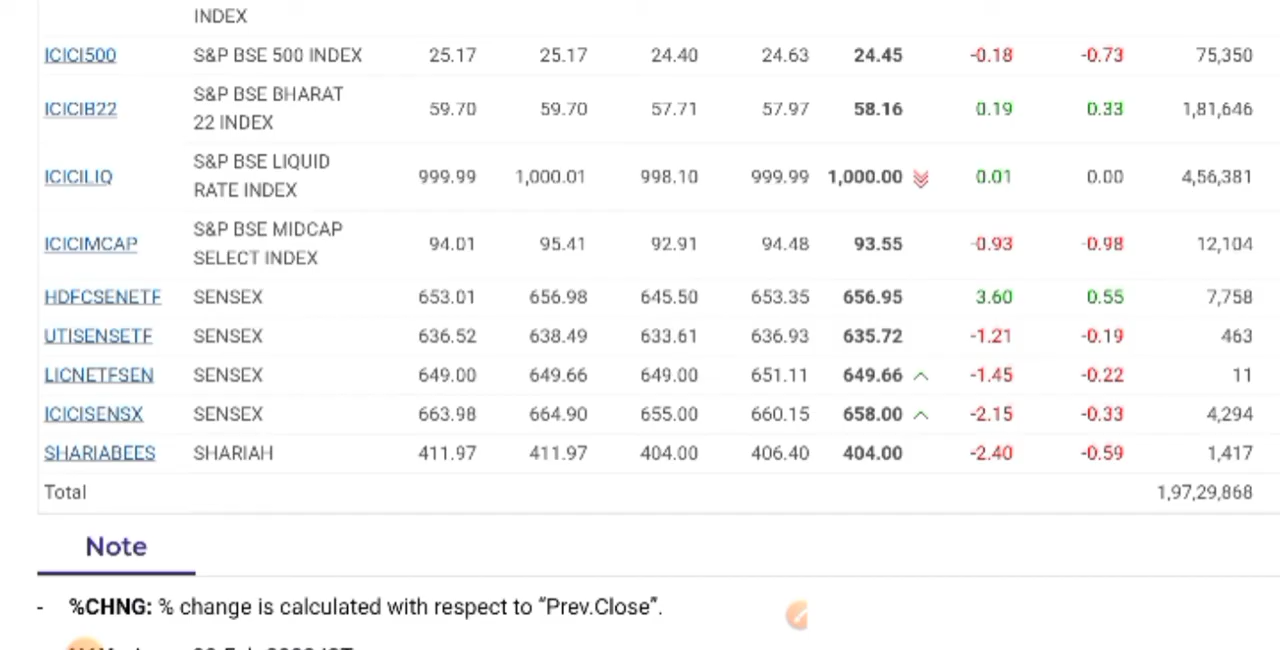 INDEX
ICICI500 S&P BSE 500 INDEX 25.17 25.17 24.40 24.63 24.45 -0.18 -0.73 75,350
ICICIB22 S&P BSE BHARAT 22 INDEX 59.70 59.70 57.71 57.97 58.16 0.19 0.33 1,81,646
ICICILIQ S&P BSE LIQUID RATE INDEX 999.99 1,000.01 998.10 999.99 1,000.00 0.01 0.00 4,56,381
ICICIMCAP S&P BSE MIDCAP SELECT INDEX 94.01 95.41 92.91 94.48 93.55 -0.93 -0.98 12,104
HDFCSENETF SENSEX 653.01 656.98 645.50 653.35 656.95 3.60 0.55 7,758
UTISENSETF SENSEX 636.52 638.49 633.61 636.93 635.72 -1.21 -0.19 463
LICNETFSEN SENSEX 649.00 649.66 649.00 651.11 649.66 -1.45 -0.22 11
ICICISENSX SENSEX 663.98 664.90 655.00 660.15 658.00 -2.15 -0.33 4,294
SHARIABEES SHARIAH 411.97 411.97 404.00 406.40 404.00 -2.40 -0.59 1,417
Total 1,97,29,868
Note
- %CHNG: % change is calculated with respect to “Prev.Close”.